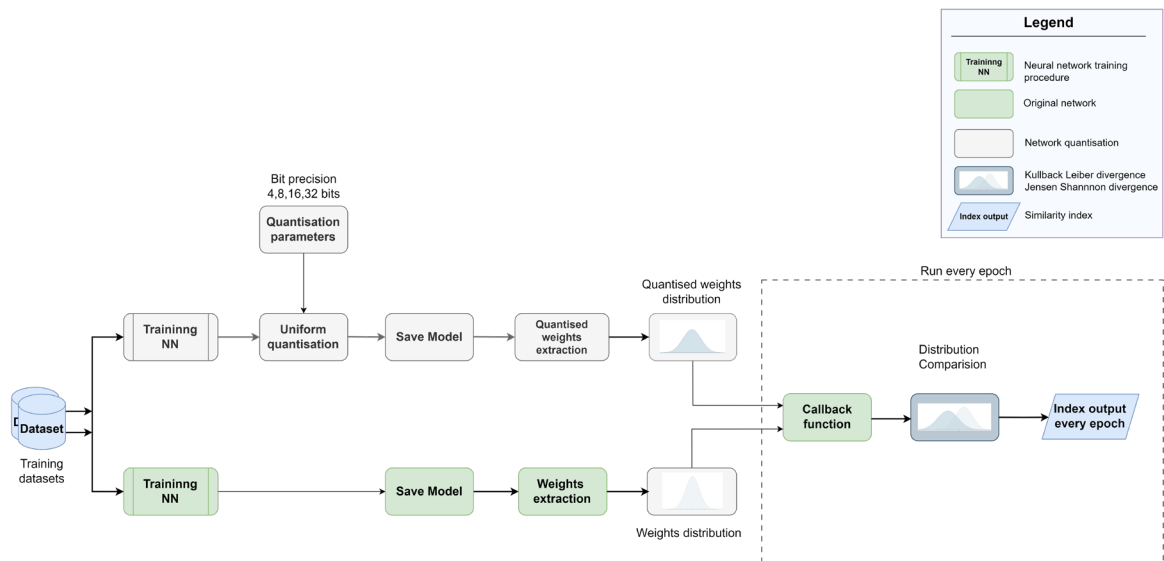 Legend
Traininng
NN
Neural network training
procedure
Original network
Network quantisation
Kullback Leiber divergence
Jensen Shannnon divergence
Index output
Similarity index
Bit precision
4,8,16,32 bits
Quantisation
parameters
Run every epoch
Quantised weights
distribution
Traininng
NN
Uniform
quantisation
Save Model
Quantised
weights
extraction
Distribution
Comparision
D
Dataset
Training
datasets
Callback
function
Index output
every epoch
Traininng
NN
Save Model
Weights
extraction
Weights distribution